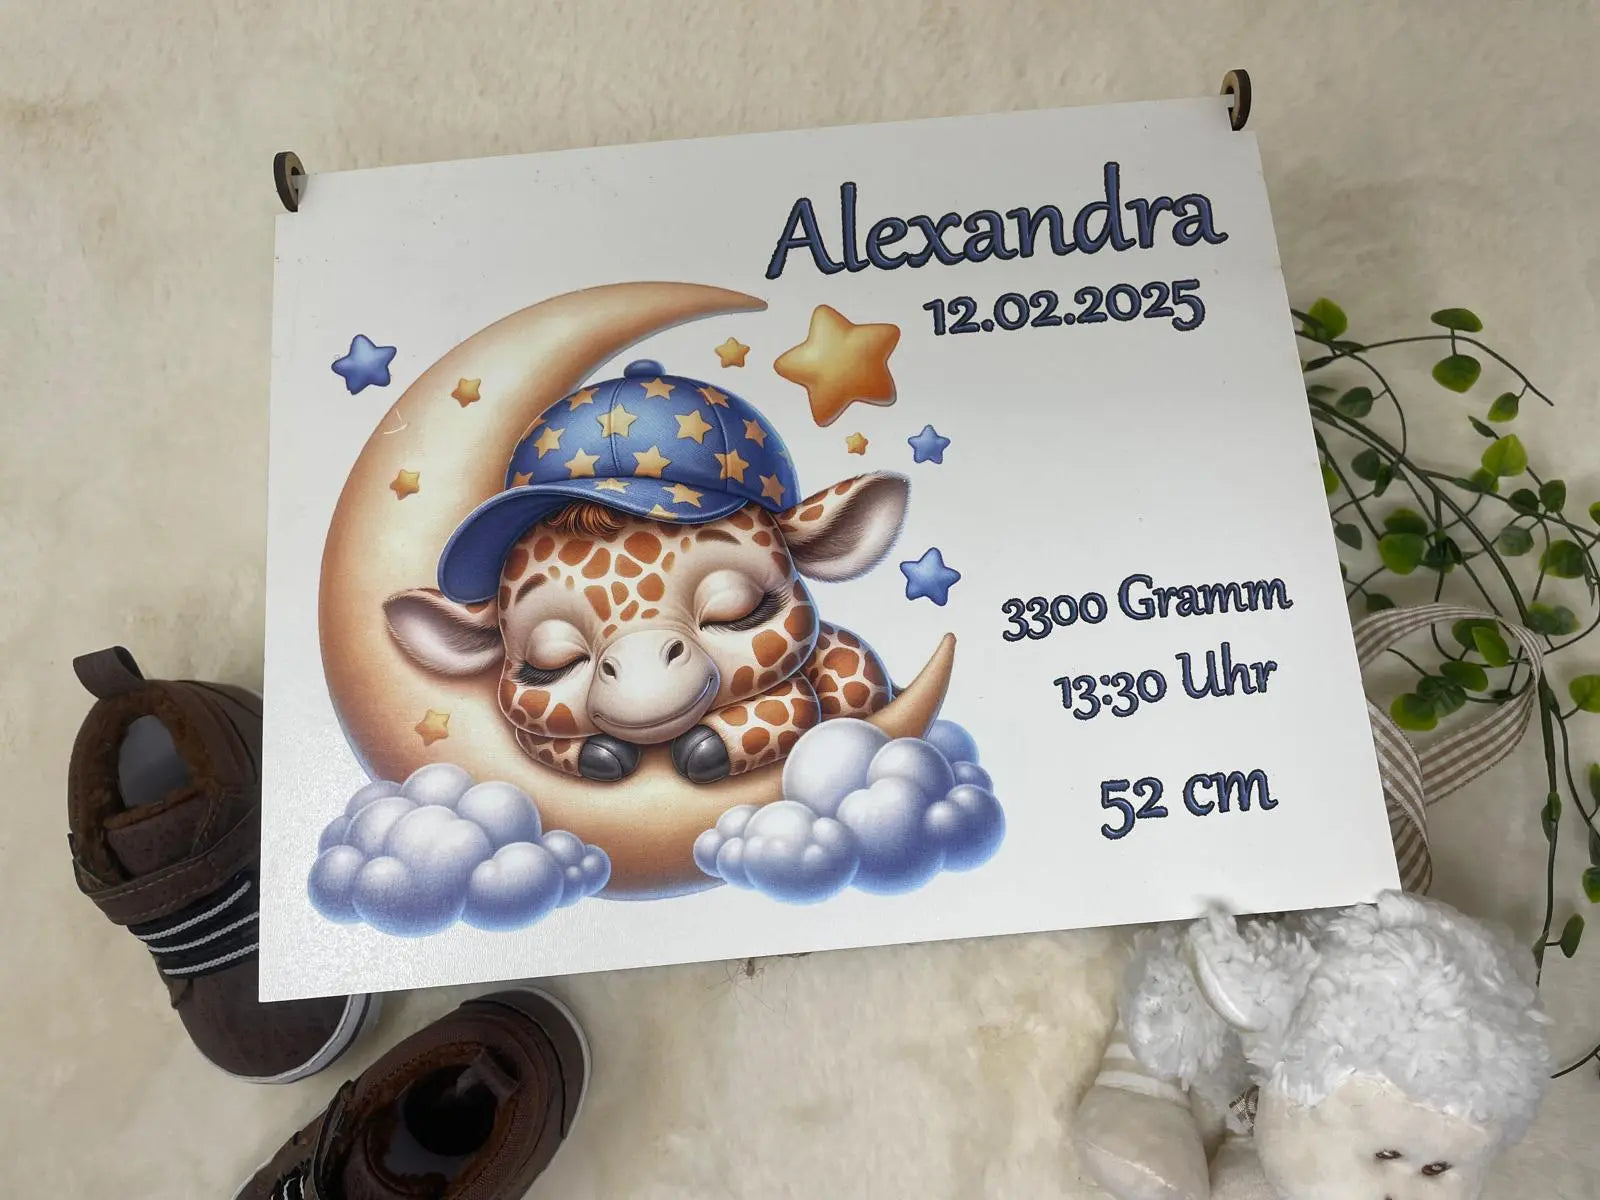 Alexandra
12.02.2025
3300 Gramm
13:30 Uhr
52 cm